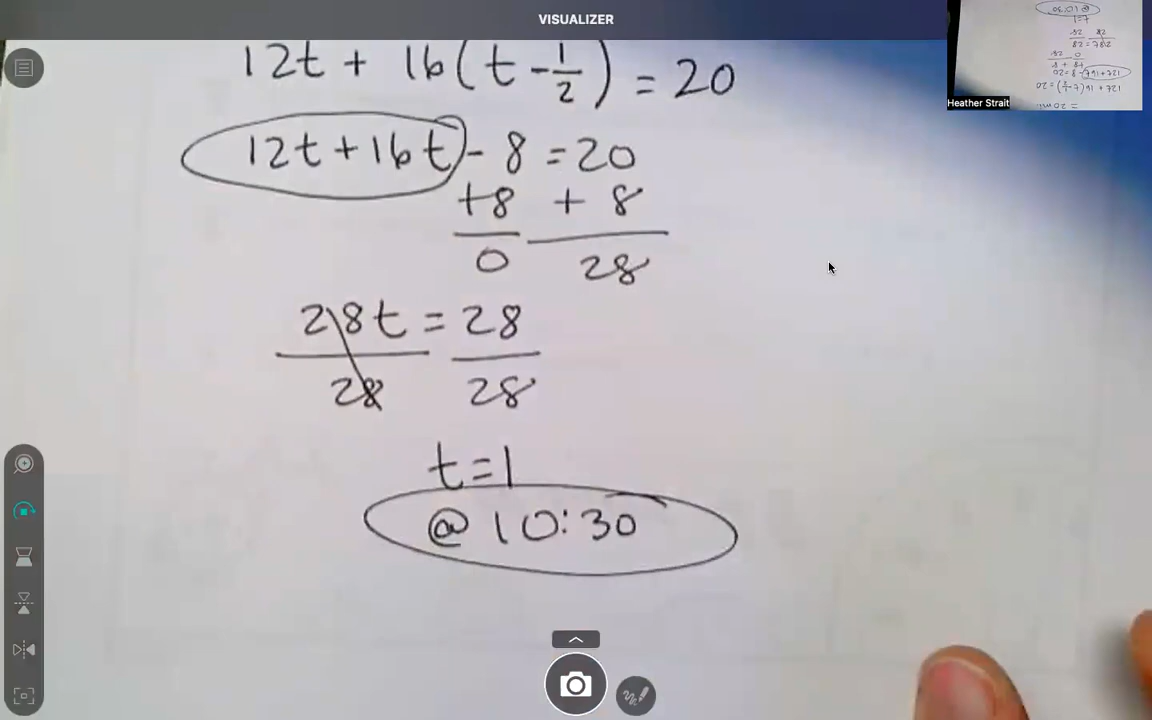 VISUALIZER
12t + 16(t - 1/2) = 20
12t + 16t - 8 = 20
+8 + 8
0 28
28t = 28
28 28
t = 1
@ 10:30
Heather Strait